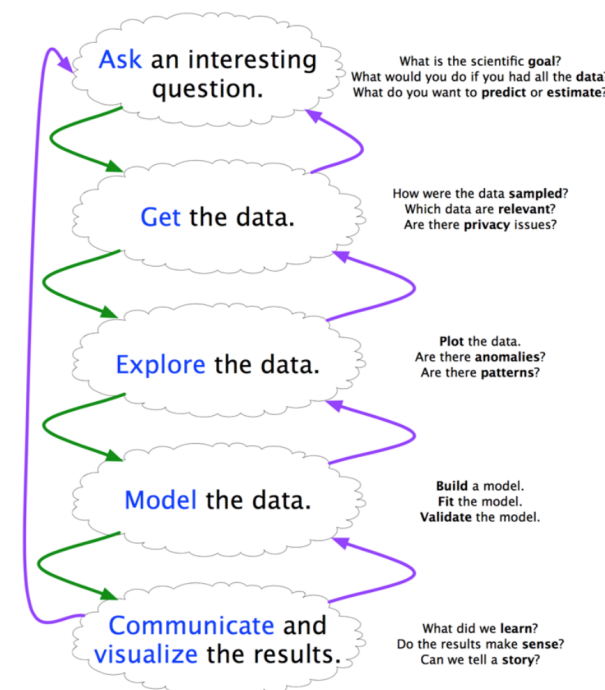 Ask an interesting
question.
What is the scientific goal?
What would you do if you had all the data?
What do you want to predict or estimate?
Get the data.
How were the data sampled?
Which data are relevant?
Are there privacy issues?
Explore the data.
Plot the data.
Are there anomalies?
Are there patterns?
Model the data.
Build a model.
Fit the model.
Validate the model.
Communicate and
visualize the results.
What did we learn?
Do the results make sense?
Can we tell a story?